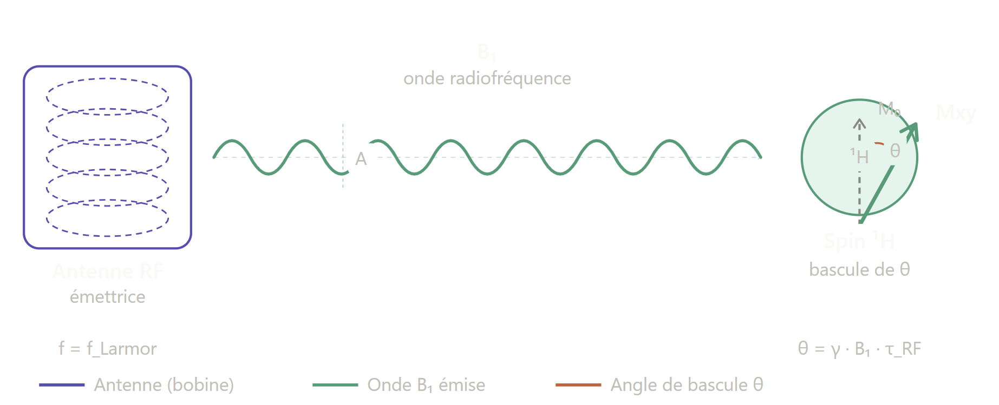 B₁
onde radiofréquence
A
M₀
Mxy
¹H
θ
Antenne RF
émettrice
Spin ¹H
bascule de θ
f = f_Larmor
θ = γ · B₁ · τ_RF
Antenne (bobine)
Onde B₁ émise
Angle de bascule θ